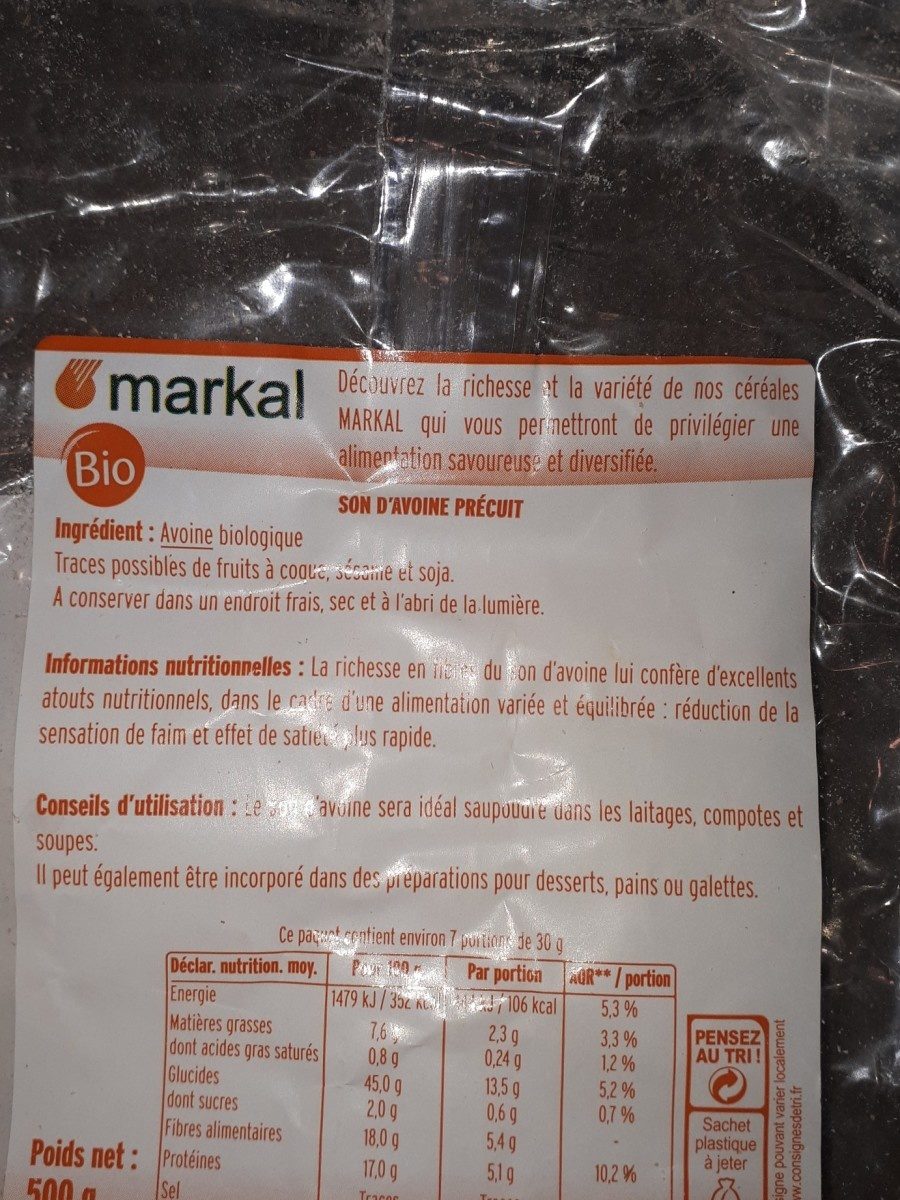 markal
Bio
Découvrez la richesse et la variété de nos céréales
MARKAL qui vous permettront de privilégier une
alimentation savoureuse et diversifiée.
SON D'AVOINE PRÉCUIT
Ingrédient : Avoine biologique
Traces possibles de fruits à coque, sésame et soja.
A conserver dans un endroit frais, sec et à l'abri de la lumière.
Informations nutritionnelles : La richesse en fibres du son d'avoine lui confère d'excellents
atouts nutritionnels, dans le cadre d'une alimentation variée et équilibrée : réduction de la
sensation de faim et effet de satiété plus rapide.
Conseils d'utilisation : Le son d'avoine sera idéal saupoudré dans les laitages, compotes et
soupes.
Il peut également être incorporé dans des préparations pour desserts, pains ou galettes.
Ce paquet contient environ 7 portions de 30 g
Déclar. nutrition. moy. Pour 100 g Par portion AQR** / portion
Energie 1479 kJ / 352 kcal / 106 kcal 5,3 %
Matières grasses 7,6 2,3 g 3,3 %
dont acides gras saturés 0,8 g 0,24 g 1,2 %
Glucides 45,0 g 13,5 g 5,2 %
dont sucres 2,0 g 0,6 g 0,7 %
Fibres alimentaires 18,0 g 5,4 g -
Protéines 17,0 g 5,1 g 10,2 %
Sel Traces
Poids net :
500 g
PENSEZ
AU TRI !
Sachet
plastique
à jeter
pouvant varier localement
.consignesdetri.fr